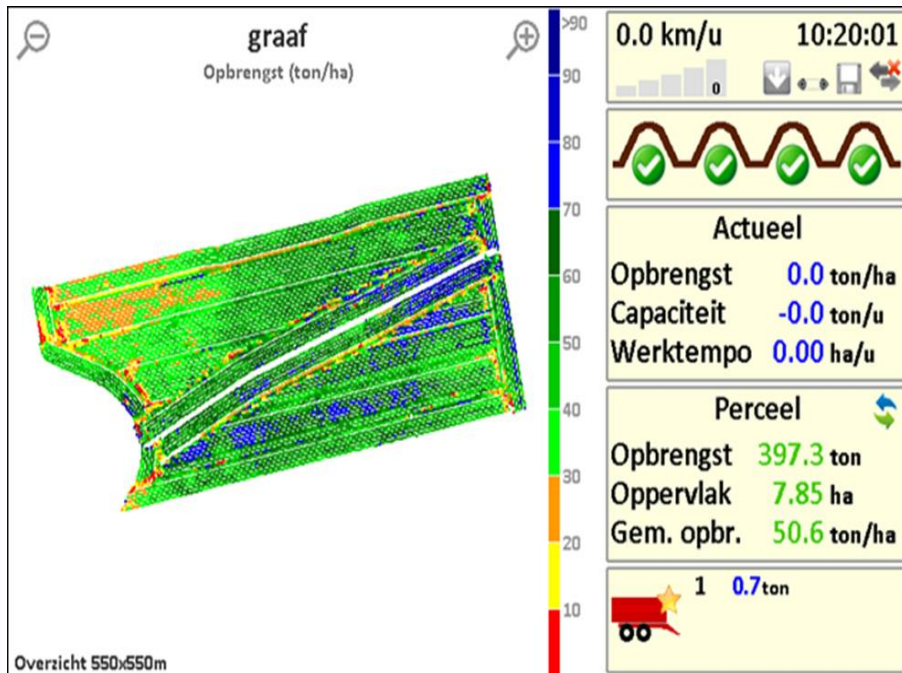 graaf
Opbrengst (ton/ha)
>90
90
80
70
60
50
40
30
20
10
Overzicht 550x550m
0.0 km/u 10:20:01
0
Actueel
Opbrengst 0.0 ton/ha
Capaciteit -0.0 ton/u
Werktempo 0.00 ha/u
Perceel
Opbrengst 397.3 ton
Oppervlak 7.85 ha
Gem. opbr. 50.6 ton/ha
1 0.7 ton